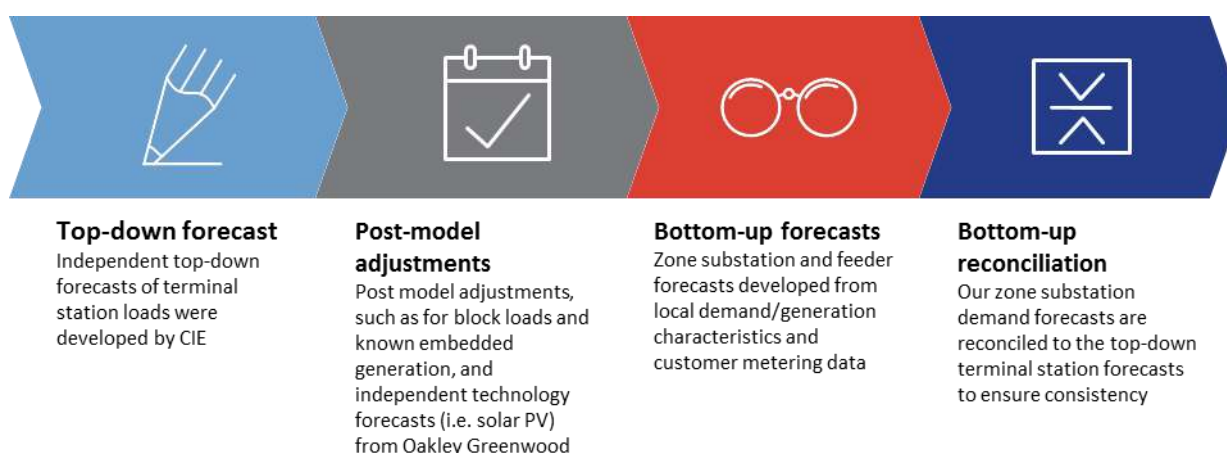 Top-down forecast
Independent top-down
forecasts of terminal
station loads were
developed by CIE
Post-model
adjustments
Post model adjustments,
such as for block loads and
known embedded
generation, and
independent technology
forecasts (i.e. solar PV)
from Oakley Greenwood
Bottom-up forecasts
Zone substation and feeder
forecasts developed from
local demand/generation
characteristics and
customer metering data
Bottom-up
reconciliation
Our zone substation
demand forecasts are
reconciled to the top-down
terminal station forecasts
to ensure consistency